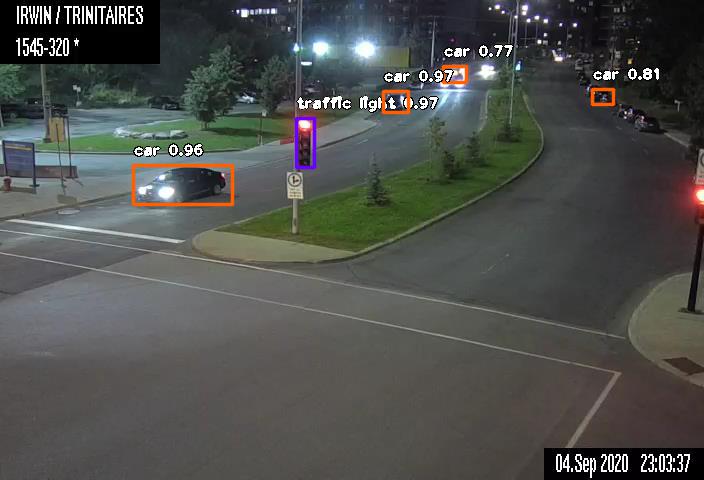 IRWIN / TRINITAIRES
1545-320 *
car 0.77
car 0.97
car 0.81
traffic light 0.97
car 0.96
04.Sep 2020 23:03:37